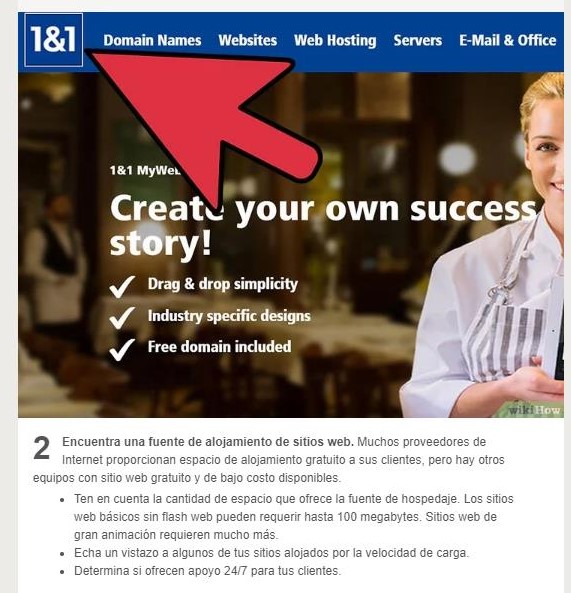 1&1 Domain Names Websites Web Hosting Servers E-Mail & Office
1&1
Create your own success
story!
Drag & drop simplicity
Industry specific designs
Free domain included
wikiHow
2 Encuentra una fuente de alojamiento de sitios web. Muchos proveedores de
Internet proporcionan espacio de alojamiento gratuito a sus clientes, pero hay otros
equipos con sitio web gratuito y de bajo costo disponibles.
Ten en cuenta la cantidad de espacio que ofrece la fuente de hospedaje. Los sitios
web básicos sin flash web pueden requerir hasta 100 megabytes. Sitios web de
gran animación requieren mucho más.
Echa un vistazo a algunos de tus sitios alojados por la velocidad de carga.
Determina si ofrecen apoyo 24/7 para tus clientes.